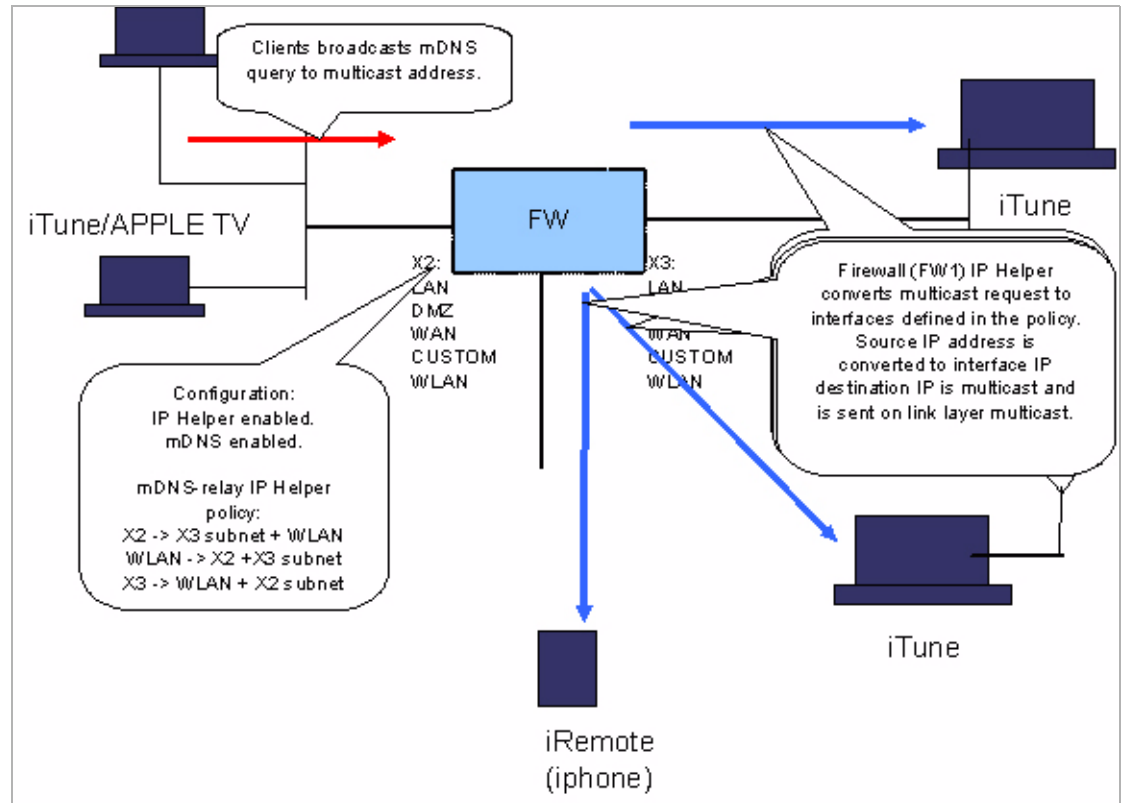 Clients broadcasts mDNS
query to multicast address.
iTune/APPLE TV
FW
iTune
X2:
LAN
DMZ
WAN
CUSTOM
WLAN
X3:
LAN
WAN
CUSTOM
WLAN
Firewall (FW1) IP Helper
converts multicast request to
interfaces defined in the policy.
Source IP address is
converted to interface IP
destination IP is multicast and
is sent on link layer multicast.
Configuration:
IP Helper enabled.
mDNS enabled.
mDNS-relay IP Helper
policy:
X2 -> X3 subnet + WLAN
WLAN -> X2 +X3 subnet
X3 -> WLAN + X2 subnet
iTune
iRemote
(iphone)